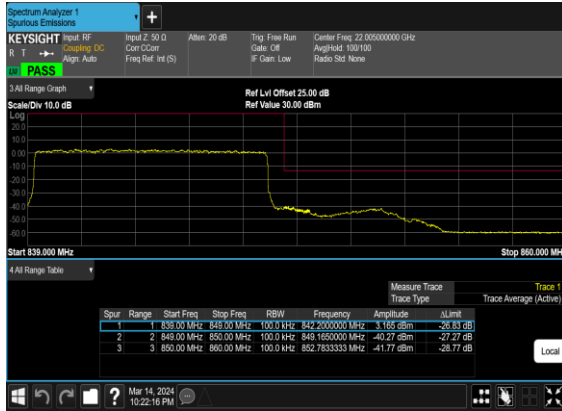 Spectrum Analyzer 1
Spurious Emissions
KEYSIGHT Input: RF Input Z: 50 Ω Atten: 20 dB Trig: Free Run Center Freq: 22.005000000 GHz
R T Coupling: DC Corr CCorr Gate: Off Avg|Hold: 100/100
Align: Auto Freq Ref: Int (S) IF Gain: Low Radio Std: None
PASS
3 All Range Graph Ref Lvl Offset 25.00 dB
Scale/Div 10.0 dB Ref Value 30.00 dBm
Log
20.0
10.0
0.00
-10.0
-20.0
-30.0
-40.0
-50.0
-60.0
Start 839.000 MHz Stop 860.000 MH
4 All Range Table
Measure Trace Trace 1
Trace Type Trace Average (Active)
Spur Range Start Freq Stop Freq RBW Frequency Amplitude ΔLimit
1 1 839.00 MHz 849.00 MHz 100.0 kHz 842.2000000 MHz 3.165 dBm -26.83 dB
2 2 849.00 MHz 850.00 MHz 100.0 kHz 849.1650000 MHz -40.27 dBm -27.27 dB
3 3 850.00 MHz 860.00 MHz 100.0 kHz 852.7833333 MHz -41.77 dBm -28.77 dB
Local
? Mar 14, 2024
10:22:16 PM